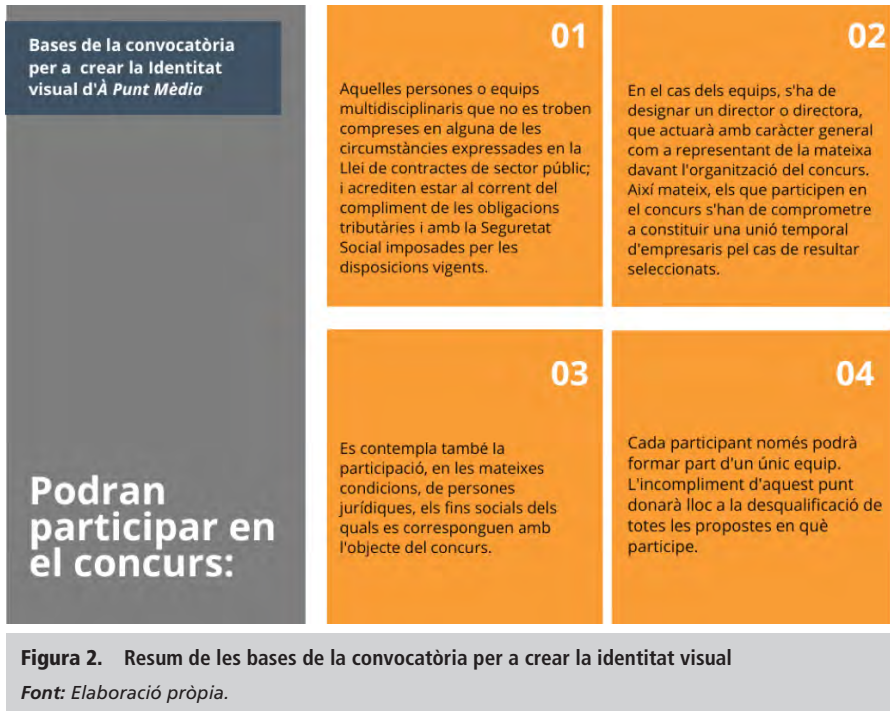 Bases de la convocatòria
per a  crear la Identitat
visual d'À Punt Mèdia
Podran
participar en
el concurs:
01
Aquelles persones o equips
multidisciplinaris que no es troben
compreses en alguna de les
circumstàncies expressades en la
Llei de contractes de sector públic;
i acrediten estar al corrent del
compliment de les obligacions
tributàries i amb la Seguretat
Social imposades per les
disposicions vigents.
02
En el cas dels equips, s'ha de
designar un director o directora,
que actuarà amb caràcter general
com a representant de la mateixa
davant l'organització del concurs.
Així mateix, els que participen en
el concurs s'han de comprometre
a constituir una unió temporal
d'empresaris pel cas de resultar
seleccionats.
03
Es contempla també la
participació, en les mateixes
condicions, de persones
jurídiques, els fins socials dels
quals es corresponguen amb
l'objecte del concurs.
04
Cada participant només podrà
formar part d'un únic equip.
L'incompliment d'aquest punt
donarà lloc a la desqualificació de
totes les propostes en què
participe.
Figura 2. Resum de les bases de la convocatòria per a crear la identitat visual
Font: Elaboració pròpia.